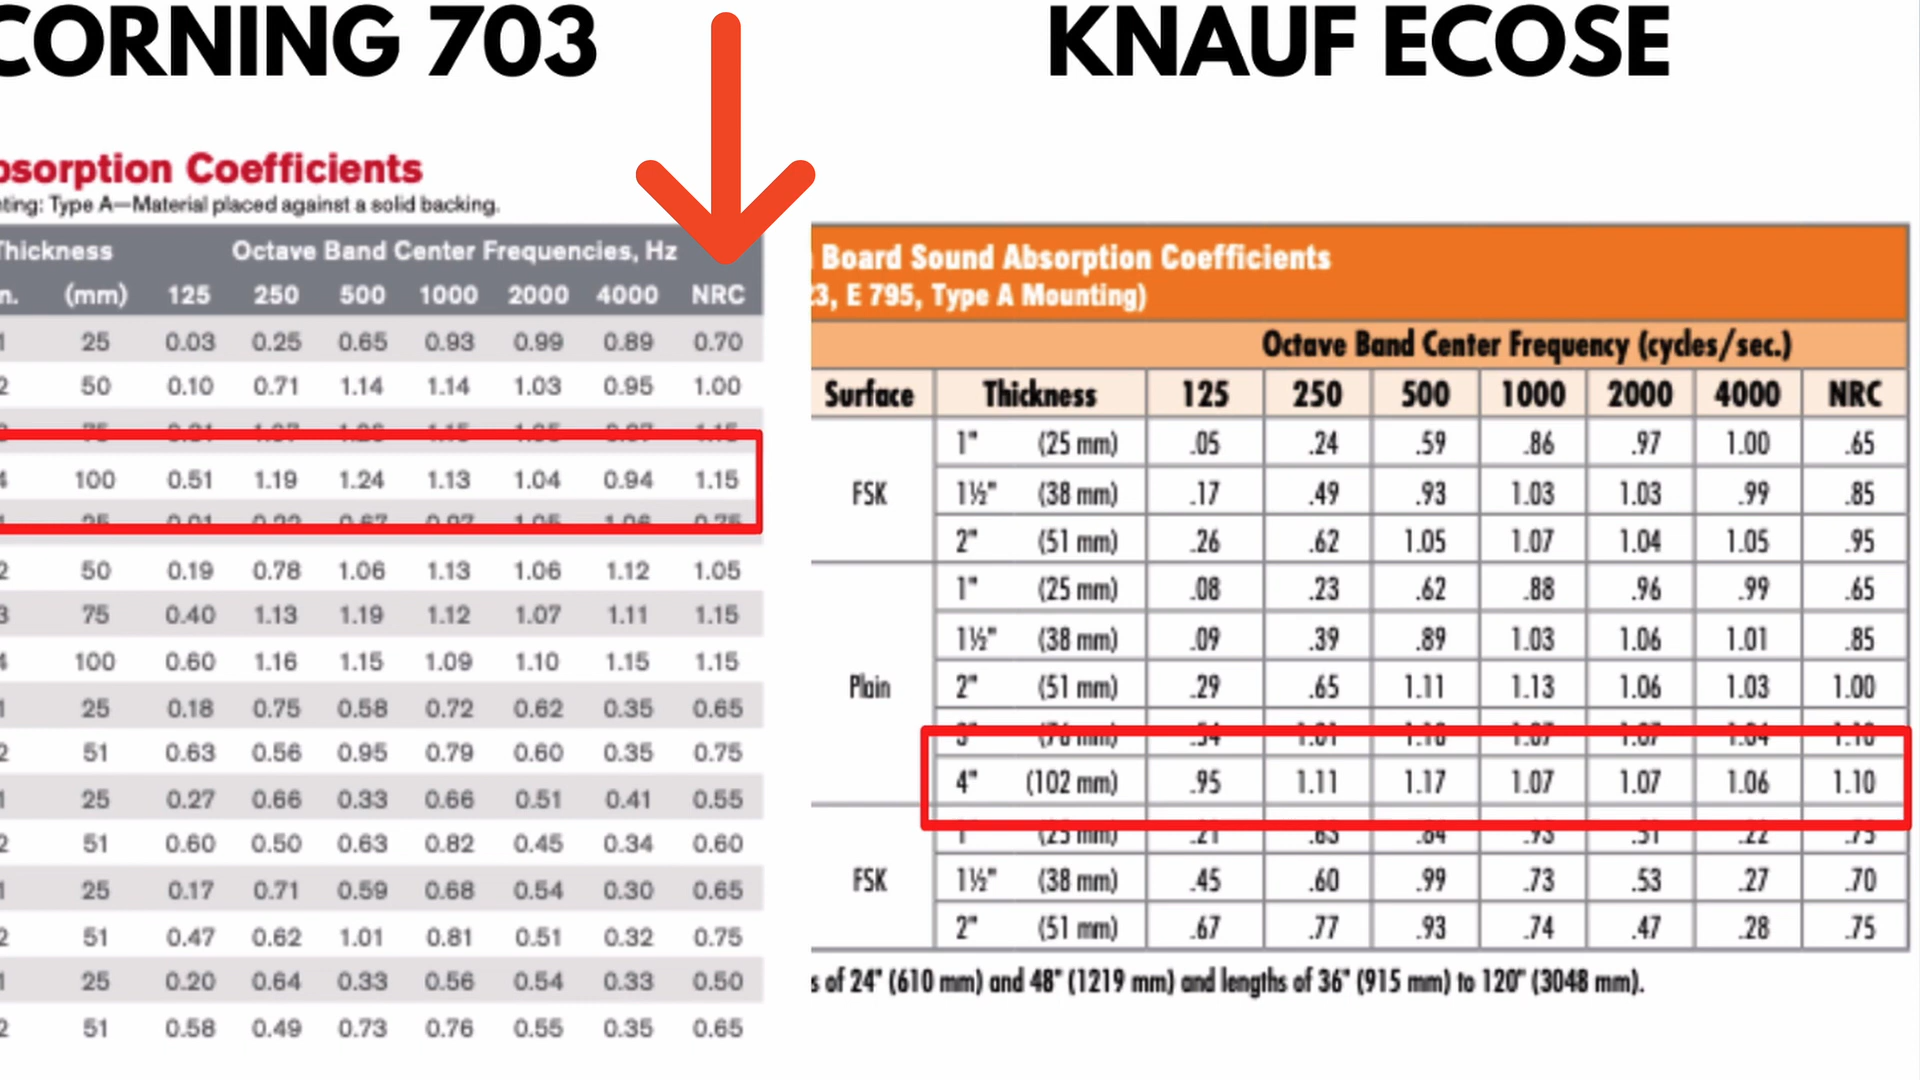 CORNING 703
KNAUF ECOSE
bsorption Coefficients
ting: Type A—Material placed against a solid backing.
Thickness Octave Band Center Frequencies, Hz
n. (mm) 125 250 500 1000 2000 4000 NRC
1 25 0.03 0.25 0.65 0.93 0.99 0.89 0.70
2 50 0.10 0.71 1.14 1.14 1.03 0.95 1.00
4 100 0.51 1.19 1.24 1.13 1.04 0.94 1.15
2 50 0.19 0.78 1.06 1.13 1.06 1.12 1.05
3 75 0.40 1.13 1.19 1.12 1.07 1.11 1.15
4 100 0.60 1.16 1.15 1.09 1.10 1.15 1.15
1 25 0.18 0.75 0.58 0.72 0.62 0.35 0.65
2 51 0.63 0.56 0.95 0.79 0.60 0.35 0.75
1 25 0.27 0.66 0.33 0.66 0.51 0.41 0.55
2 51 0.60 0.50 0.63 0.82 0.45 0.34 0.60
1 25 0.17 0.71 0.59 0.68 0.54 0.30 0.65
2 51 0.47 0.62 1.01 0.81 0.51 0.32 0.75
1 25 0.20 0.64 0.33 0.56 0.54 0.33 0.50
2 51 0.58 0.49 0.73 0.76 0.55 0.35 0.65
Board Sound Absorption Coefficients
3, E 795, Type A Mounting)
Octave Band Center Frequency (cycles/sec.)
Surface Thickness 125 250 500 1000 2000 4000 NRC
1" (25 mm) .05 .24 .59 .86 .97 1.00 .65
FSK 1½" (38 mm) .17 .49 .93 1.03 1.03 .99 .85
2" (51 mm) .26 .62 1.05 1.07 1.04 1.05 .95
1" (25 mm) .08 .23 .62 .88 .96 .99 .65
1½" (38 mm) .09 .39 .89 1.03 1.06 1.01 .85
Plain 2" (51 mm) .29 .65 1.11 1.13 1.06 1.03 1.00
4" (102 mm) .95 1.11 1.17 1.07 1.07 1.06 1.10
FSK 1½" (38 mm) .45 .60 .99 .73 .53 .27 .70
2" (51 mm) .67 .77 .93 .74 .47 .28 .75
s of 24" (610 mm) and 48" (1219 mm) and lengths of 36" (915 mm) to 120" (3048 mm).